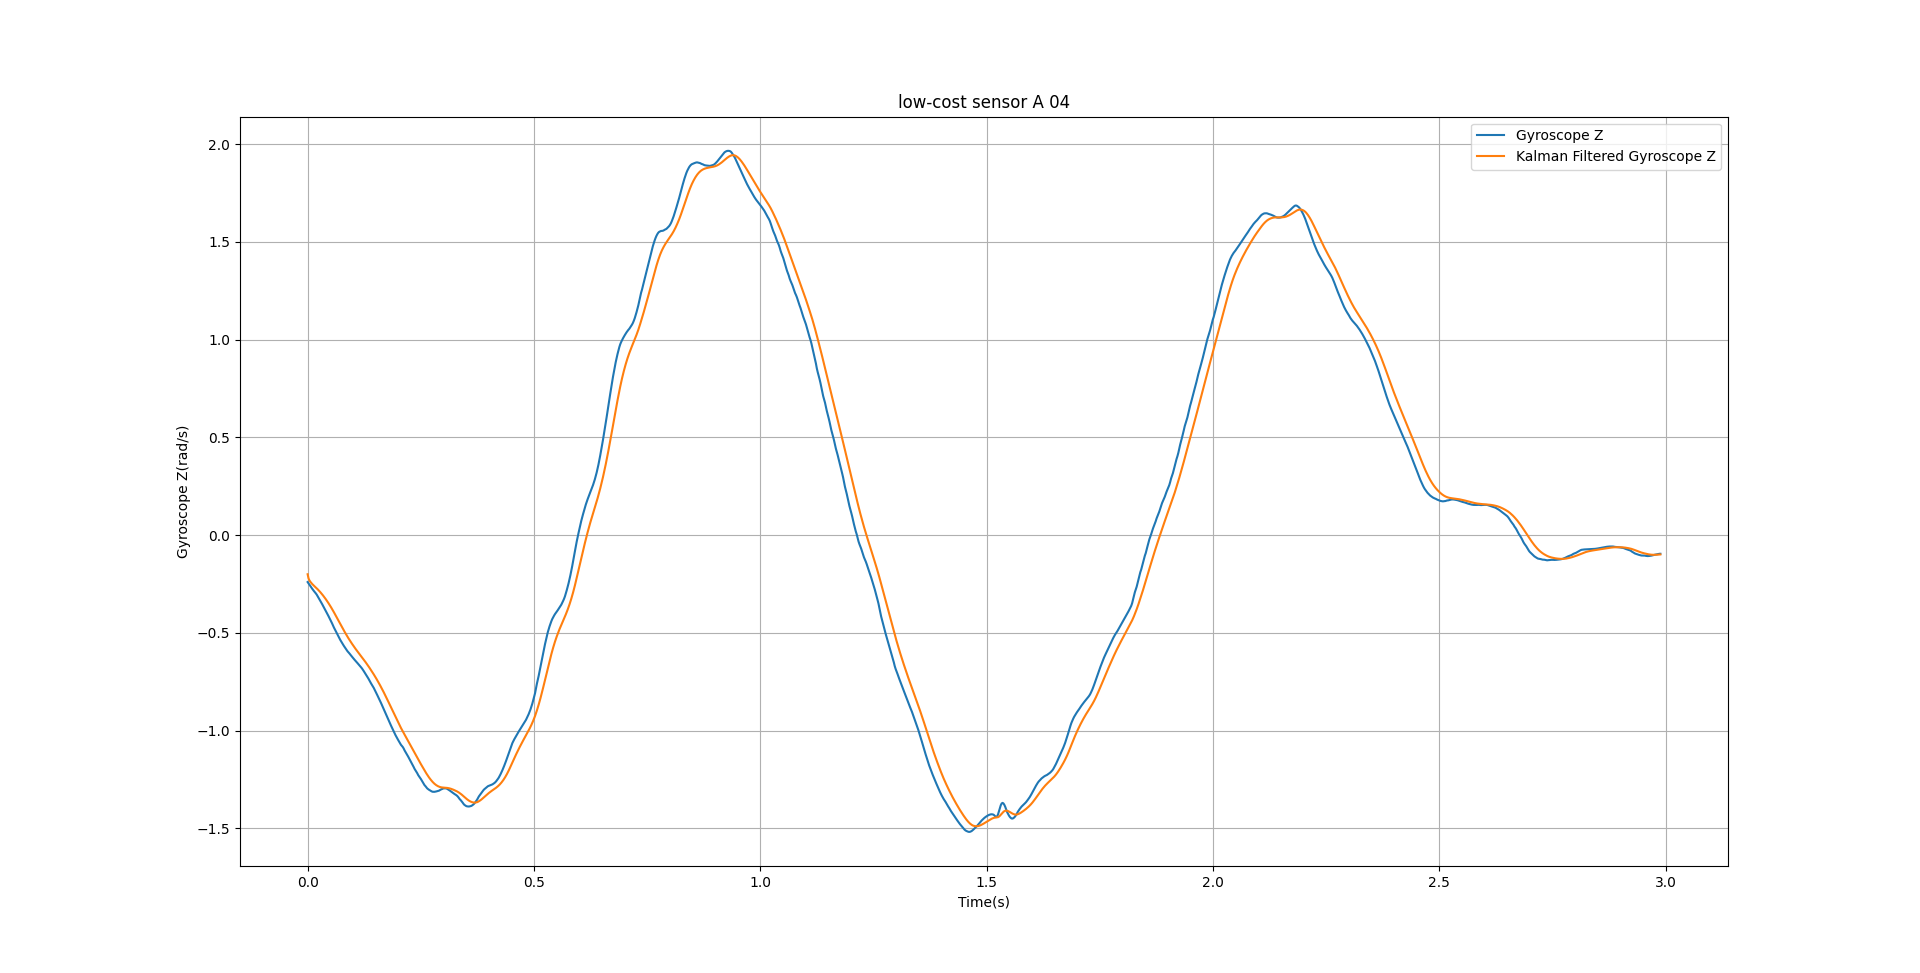 low-cost sensor A 04
Gyroscope Z
Kalman Filtered Gyroscope Z
Gyroscope Z(rad/s)
2.0
1.5
1.0
0.5
0.0
−0.5
−1.0
−1.5
0.0 0.5 1.0 1.5 2.0 2.5 3.0
Time(s)